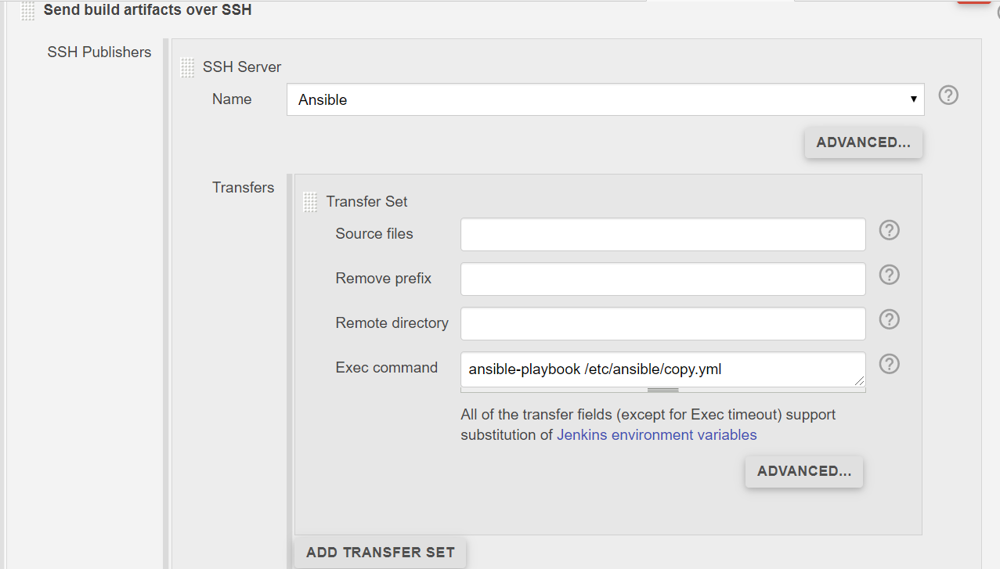 Send build artifacts over SSH
SSH Publishers
SSH Server
Name
Ansible
ADVANCED...
Transfers
Transfer Set
Source files
Remove prefix
Remote directory
Exec command
ansible-playbook /etc/ansible/copy.yml
All of the transfer fields (except for Exec timeout) support
substitution of Jenkins environment variables
ADVANCED...
ADD TRANSFER SET